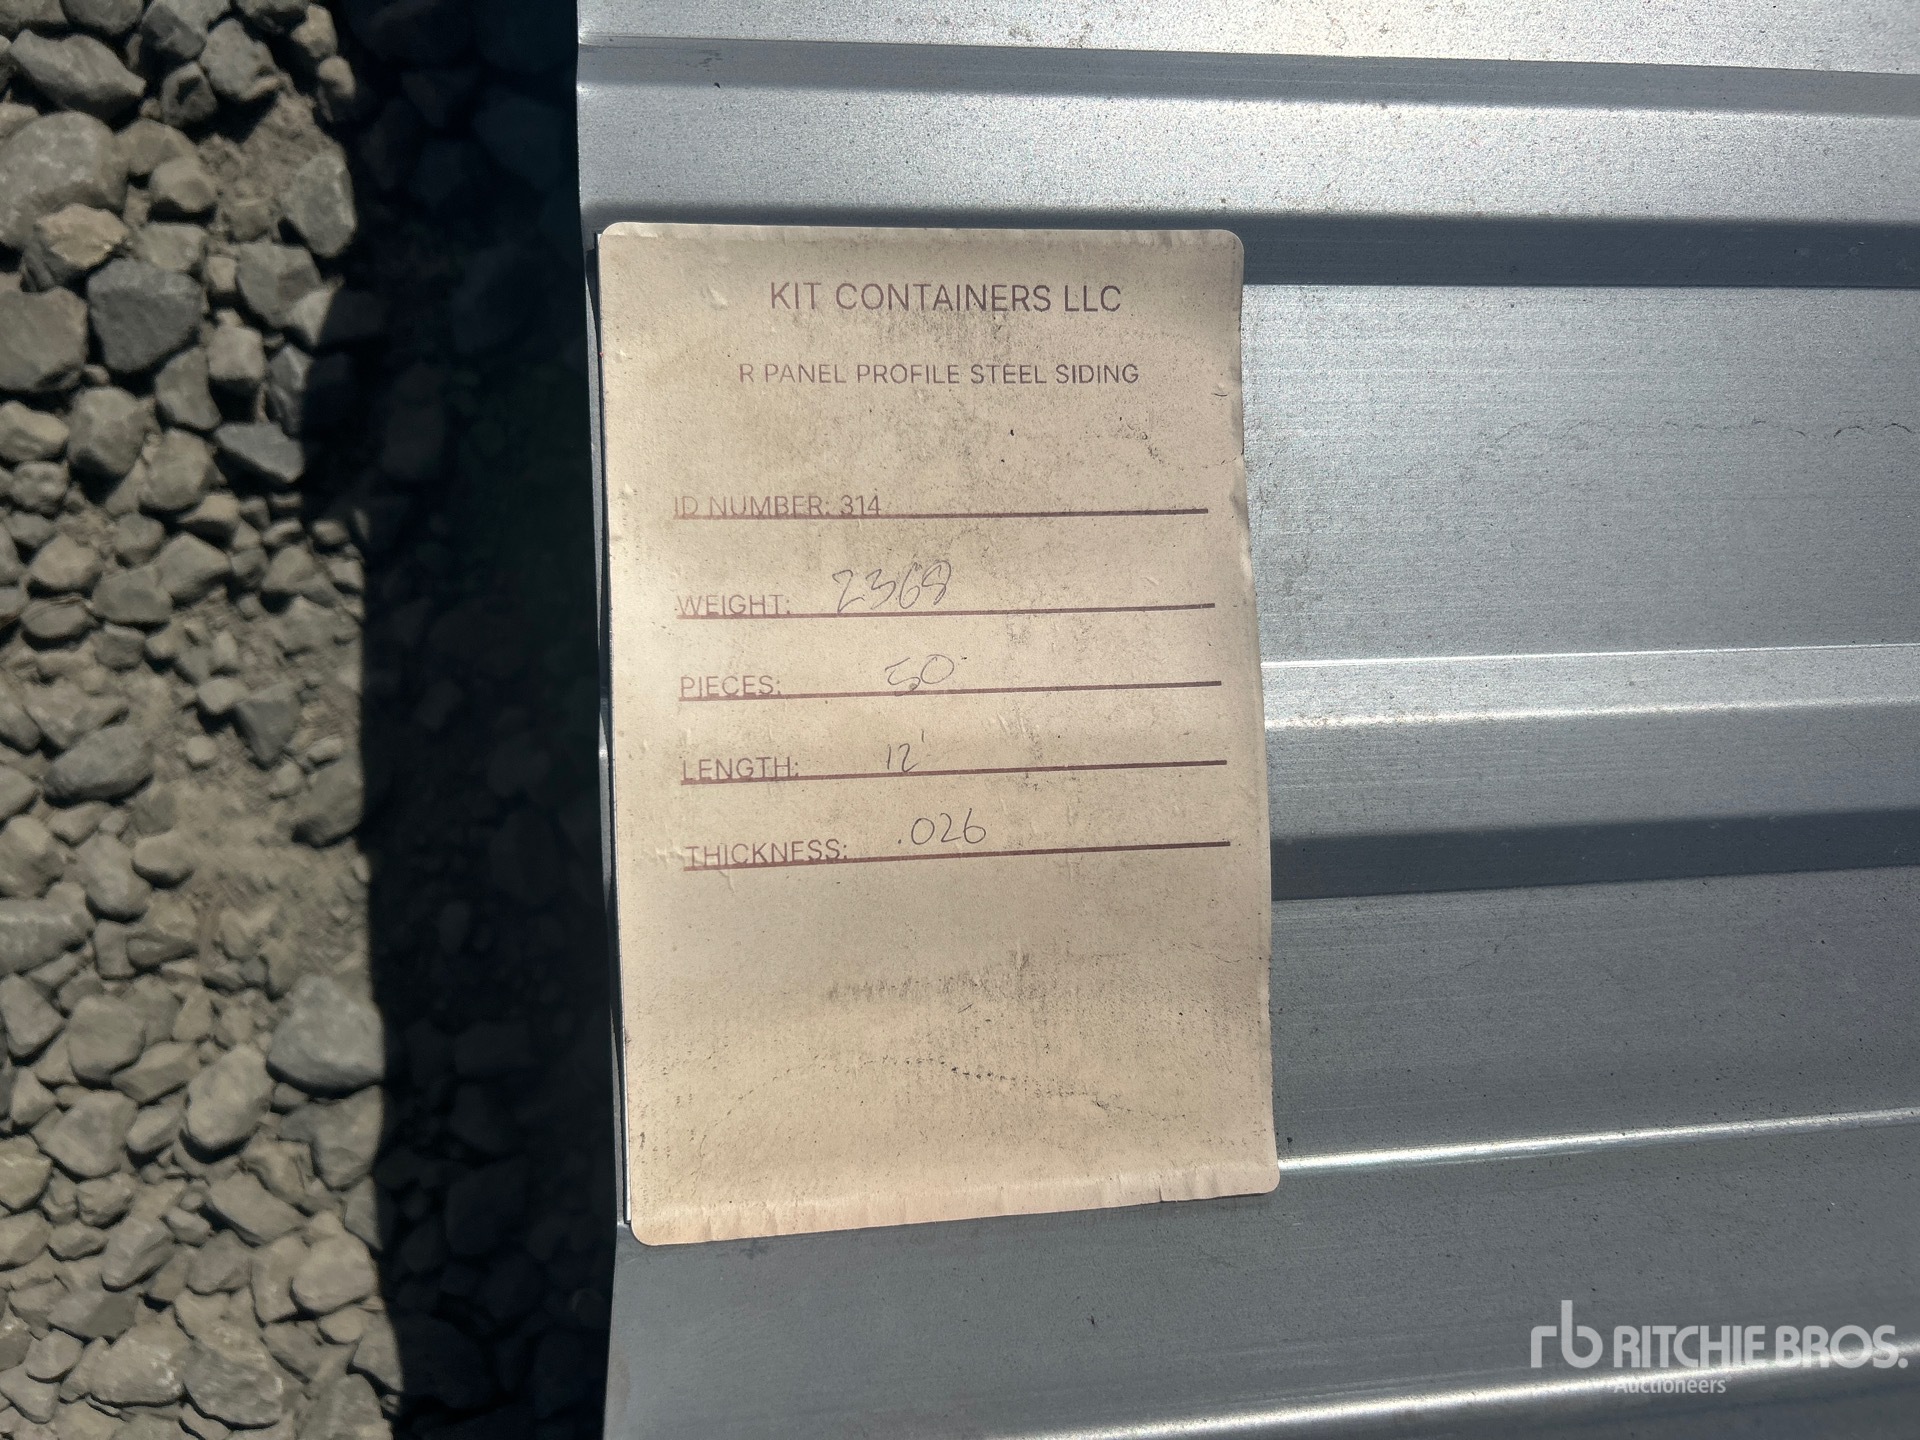 KIT CONTAINERS LLC
R PANEL PROFILE STEEL SIDING
ID NUMBER: 314
WEIGHT: 2368
PIECES: 50
LENGTH: 12'
THICKNESS: .026
rb RITCHIE BROS.
Auctioneers